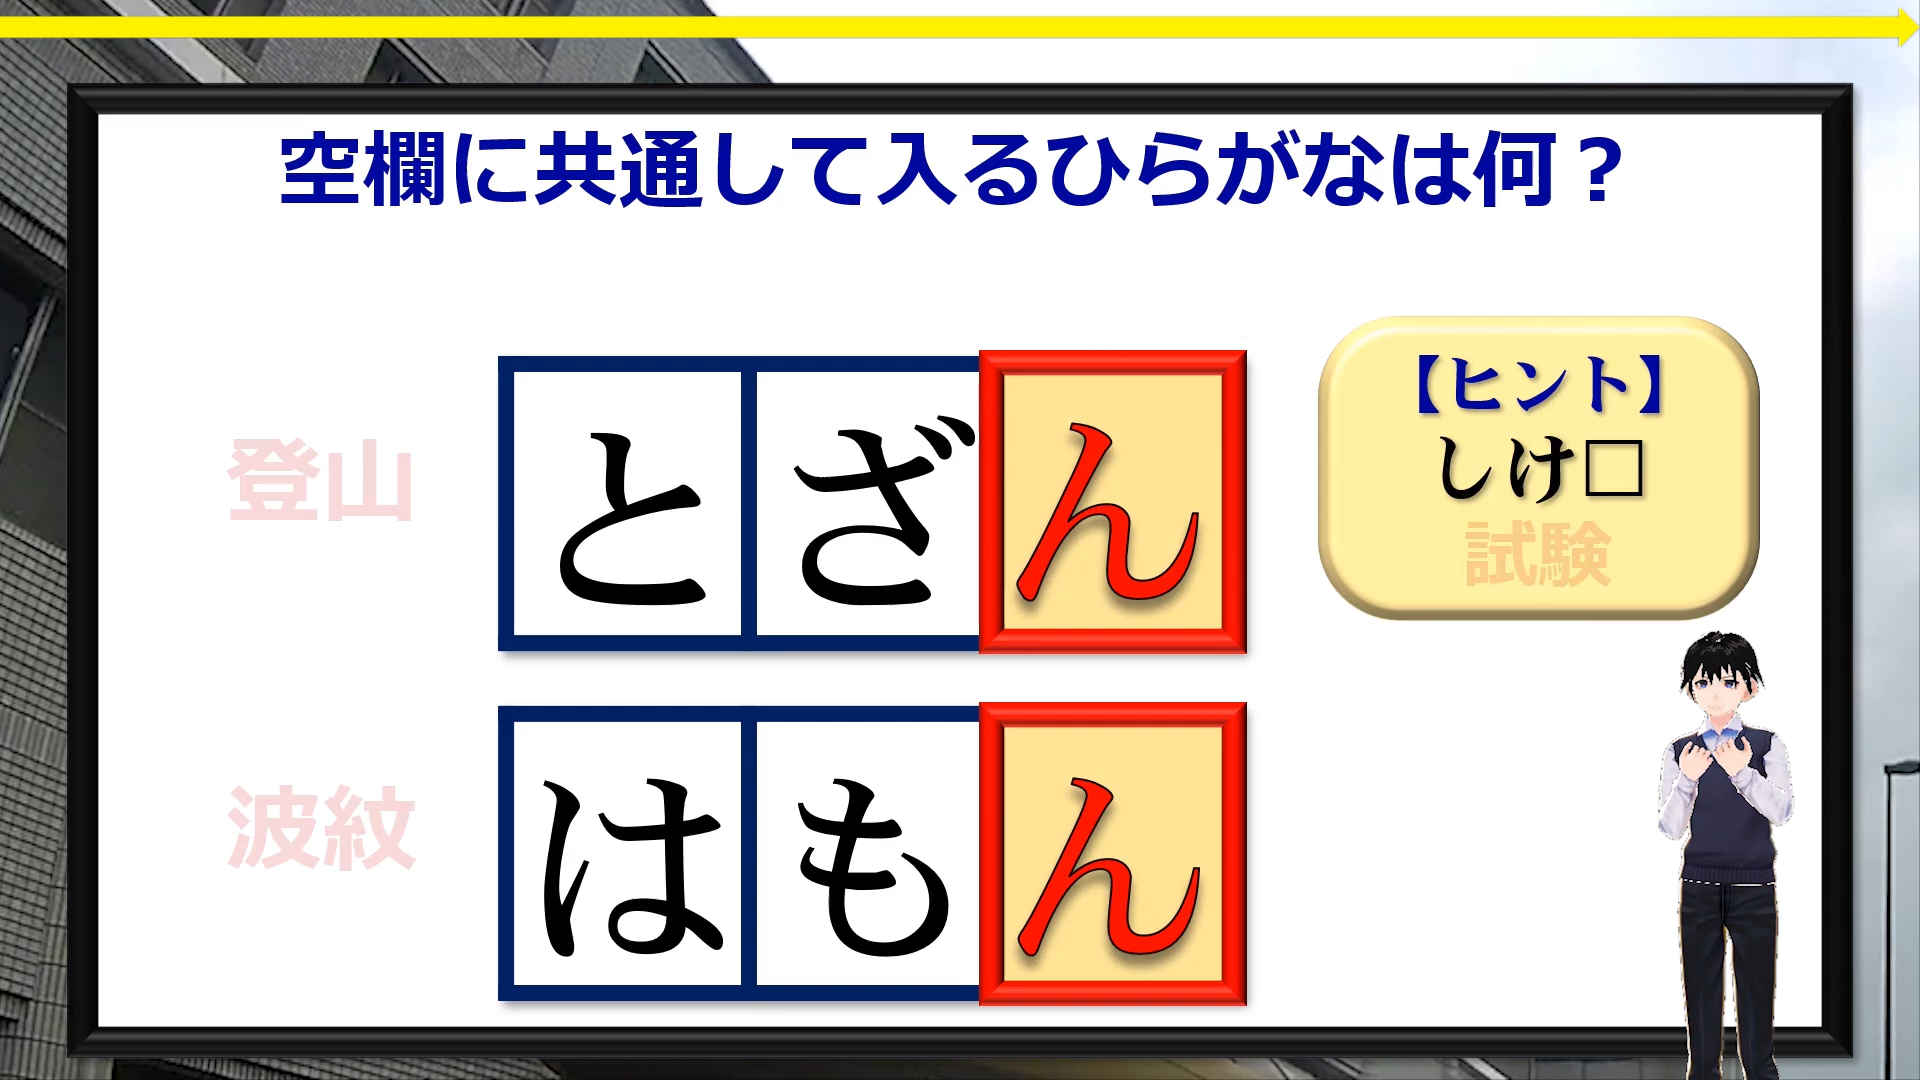 空欄に共通して入るひらがなは何？
登山
とざん
【ヒント】
しけ□
試験
波紋
はもん